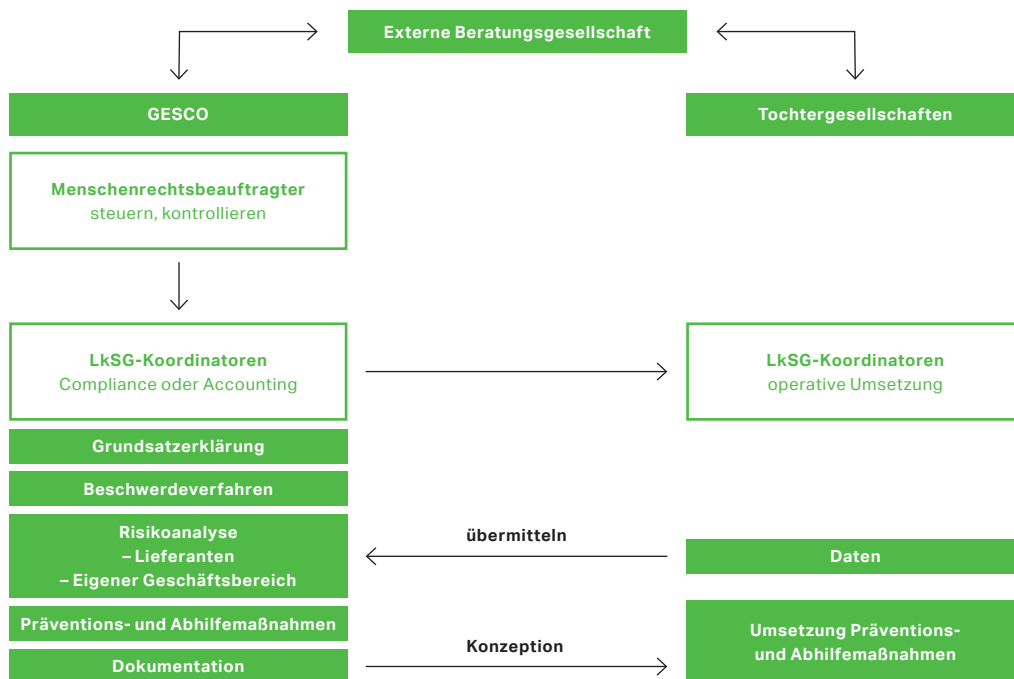 Externe Beratungsgesellschaft
GESCO
Tochtergesellschaften
Menschenrechtsbeauftragter
steuern, kontrollieren
LkSG-Koordinatoren
Compliance oder Accounting
LkSG-Koordinatoren
operative Umsetzung
Grundsatzerklärung
Beschwerdeverfahren
Risikoanalyse
– Lieferanten
– Eigener Geschäftsbereich
übermitteln
Daten
Präventions- und Abhilfemaßnahmen
Dokumentation
Konzeption
Umsetzung Präventions-
und Abhilfemaßnahmen